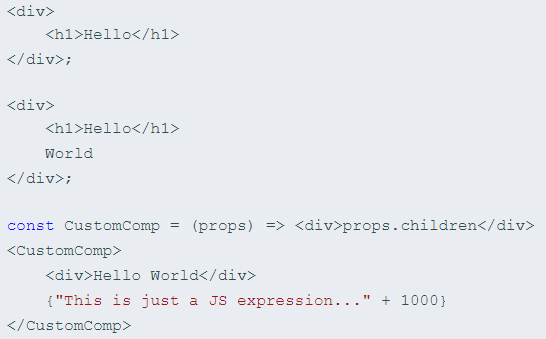 <div>
    <h1>Hello</h1>
</div>;

<div>
    <h1>Hello</h1>
    World
</div>;

const CustomComp = (props) => <div>props.children</div>
<CustomComp>
    <div>Hello World</div>
    {"This is just a JS expression..." + 1000}
</CustomComp>